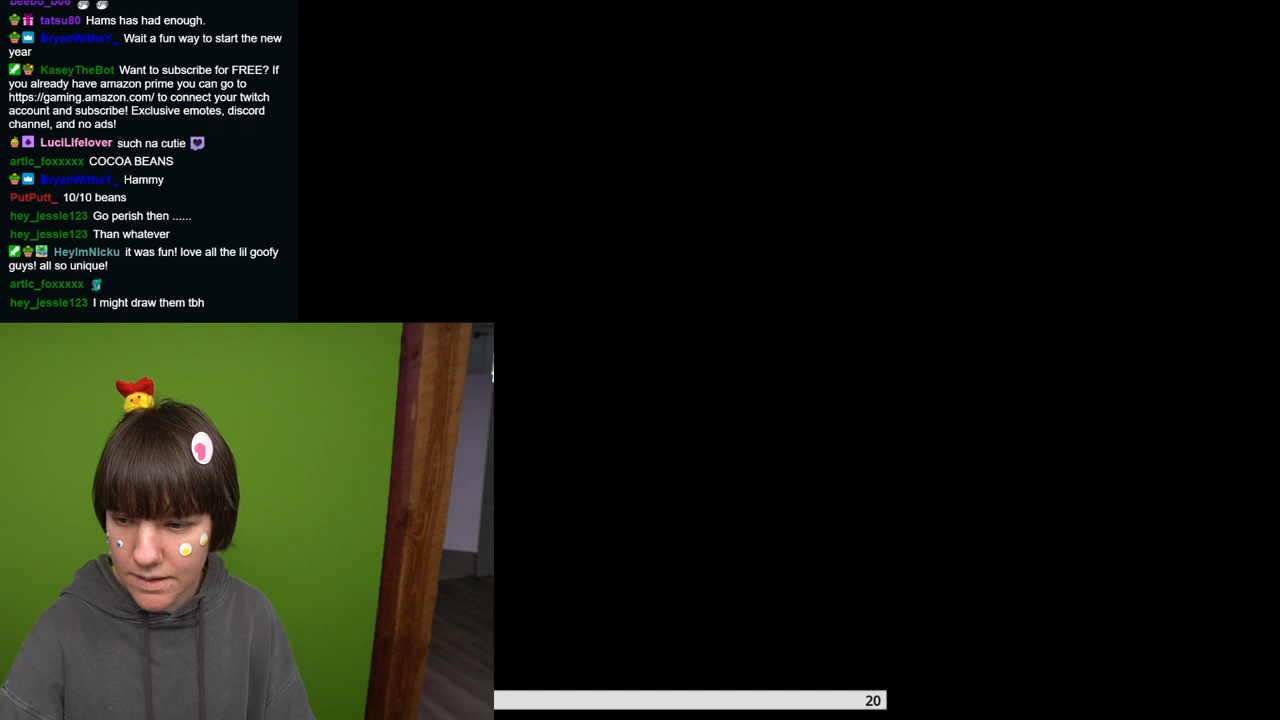 beebo_b06
tatsu80 Hams has had enough.
BryanWithaY_ Wait a fun way to start the new
year
KaseyTheBot Want to subscribe for FREE? If
you already have amazon prime you can go to
https://gaming.amazon.com/ to connect your twitch
account and subscribe! Exclusive emotes, discord
channel, and no ads!
LuciLifelover such na cutie
artic_foxxxxx COCOA BEANS
BryanWithaY_ Hammy
PutPutt_ 10/10 beans
hey_jessie123 Go perish then ......
hey_jessie123 Than whatever
HeyImNicku it was fun! love all the lil goofy
guys! all so unique!
artic_foxxxxx
hey_jessie123 I might draw them tbh
20